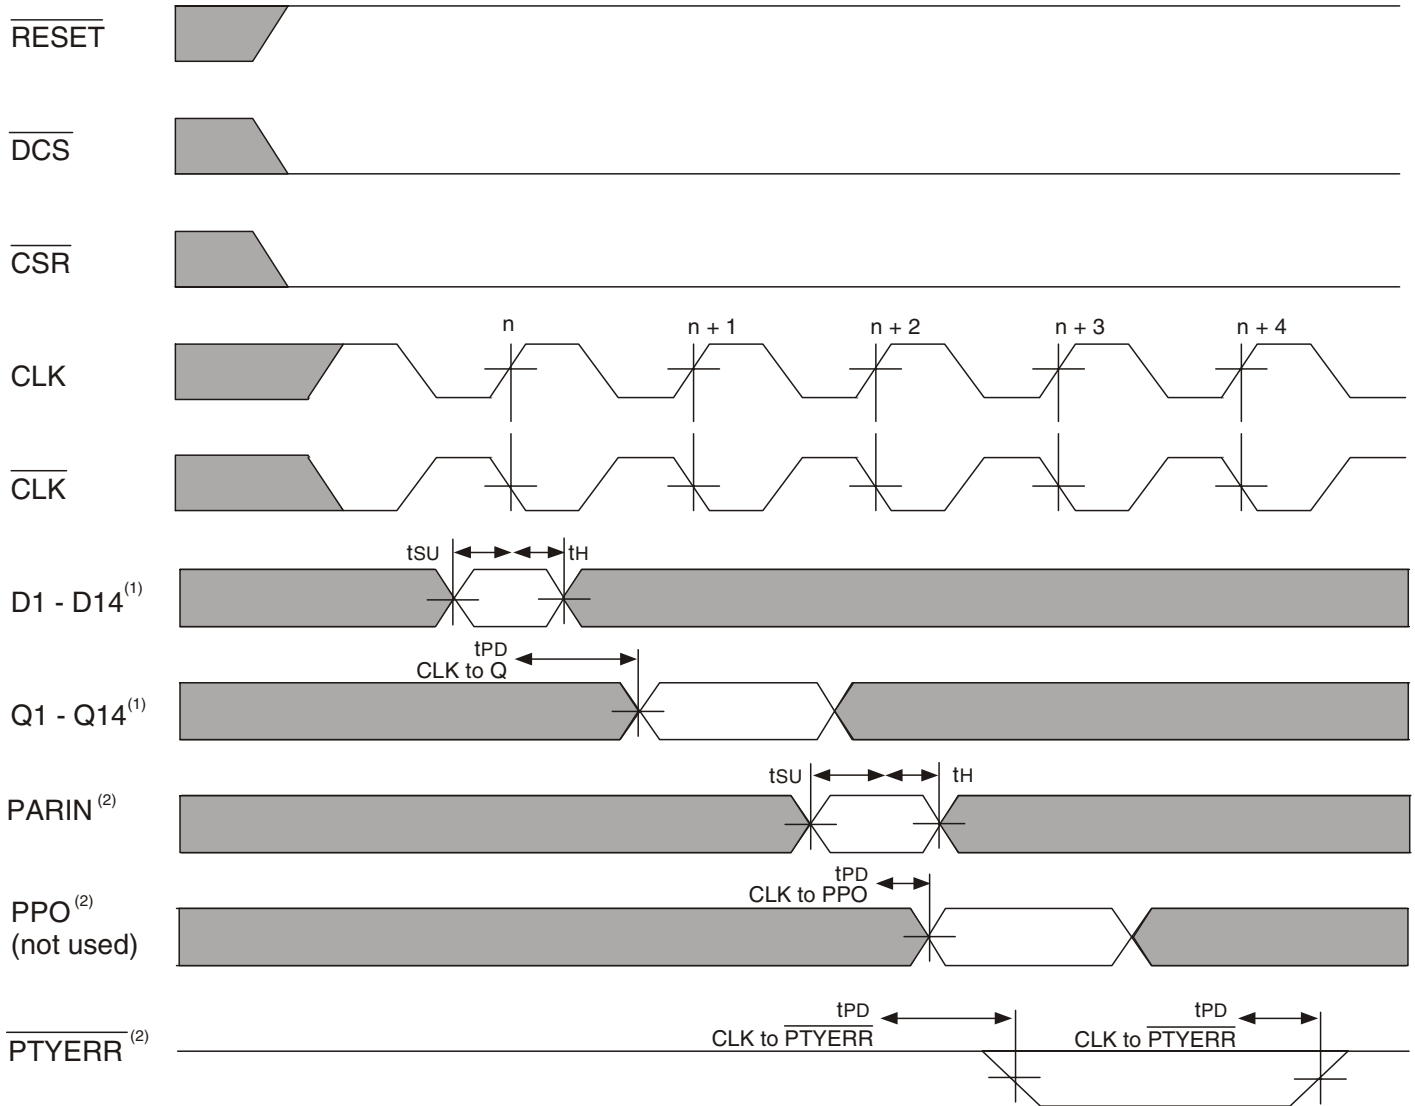 RESET
DCS
CSR
n n + 1 n + 2 n + 3 n + 4
CLK
CLK
tSU tH
D1 - D14(1)
tPD
CLK to Q
Q1 - Q14(1)
tSU tH
PARIN (2)
tPD
CLK to PPO
PPO(2)
(not used)
tPD tPD
CLK to PTYERR CLK to PTYERR
PTYERR(2)